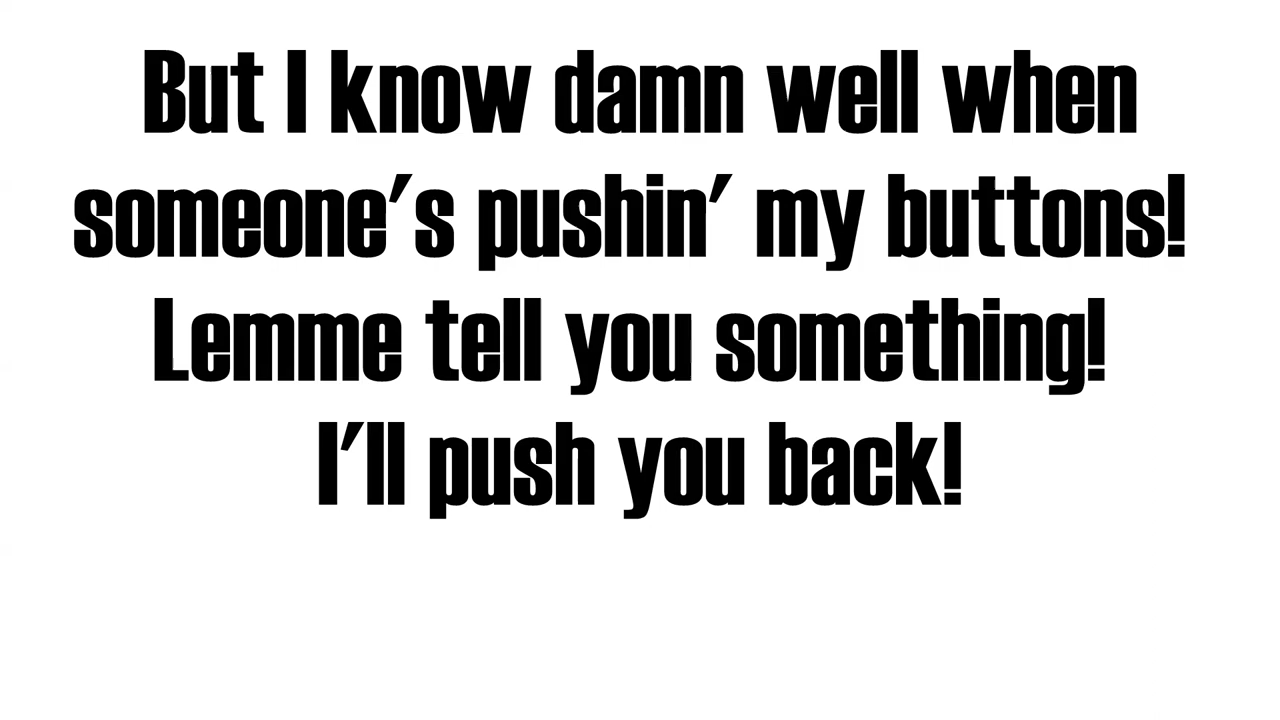 But I know damn well when
someone's pushin' my buttons!
Lemme tell you something!
I'll push you back!